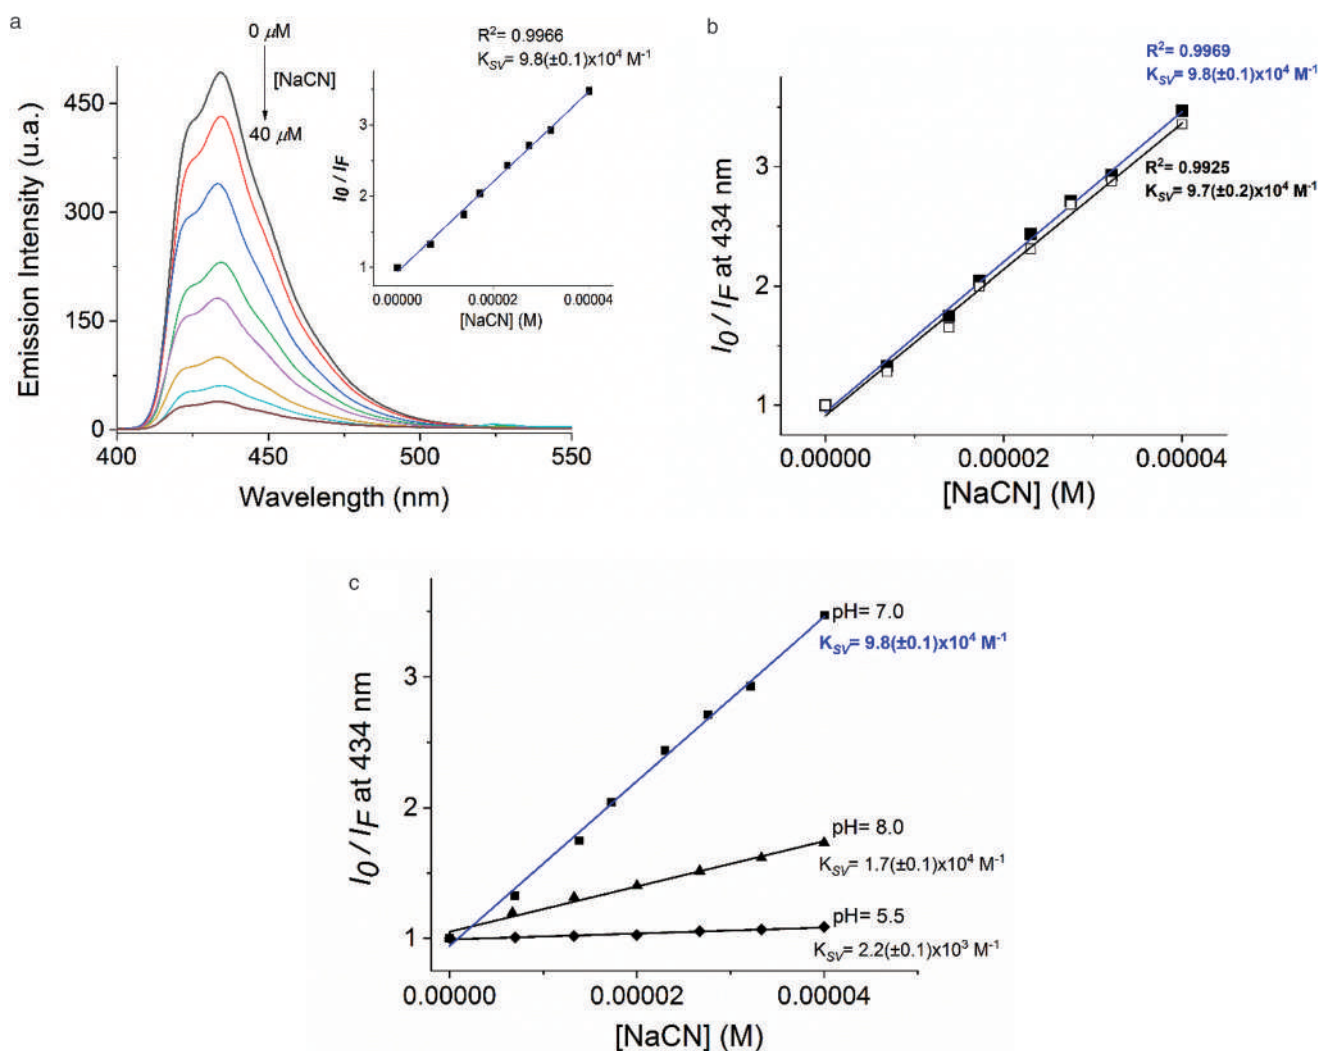 a
0 μM
[NaCN]
40 μM
R²= 0.9966
K_SV = 9.8(±0.1)x10⁴ M⁻¹
450
300
150
0
400
450
500
550
Emission Intensity (u.a.)
Wavelength (nm)
3
2
1
I₀ / I_F
0.00000
0.00002
0.00004
[NaCN] (M)
b
R²= 0.9969
K_SV= 9.8(±0.1)x10⁴ M⁻¹
R²= 0.9925
K_SV= 9.7(±0.2)x10⁴ M⁻¹
3
2
1
I₀ / I_F at 434 nm
0.00000
0.00002
0.00004
[NaCN] (M)
c
pH= 7.0
K_SV= 9.8(±0.1)x10⁴ M⁻¹
pH= 8.0
K_SV= 1.7(±0.1)x10⁴ M⁻¹
pH= 5.5
K_SV= 2.2(±0.1)x10³ M⁻¹
3
2
1
I₀ / I_F at 434 nm
0.00000
0.00002
0.00004
[NaCN] (M)